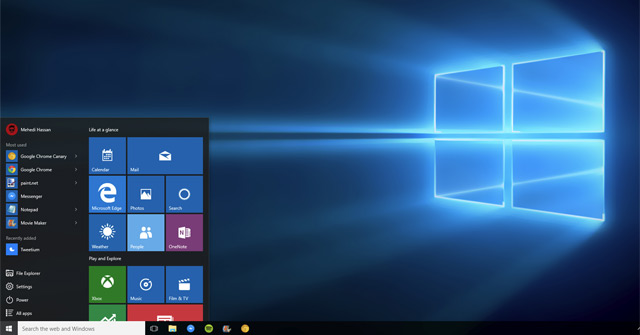 Mehedi Hassan
Most used
Google Chrome Canary
Google Chrome
paint.net
Messenger
Notepad
Movie Maker
Recently added
Tweetium
File Explorer
Settings
Power
All apps
Life at a glance
Calendar
Mail
Microsoft Edge
Photos
Search
Weather
People
OneNote
Play and Explore
Xbox
Music
Film & TV
Search the web and Windows